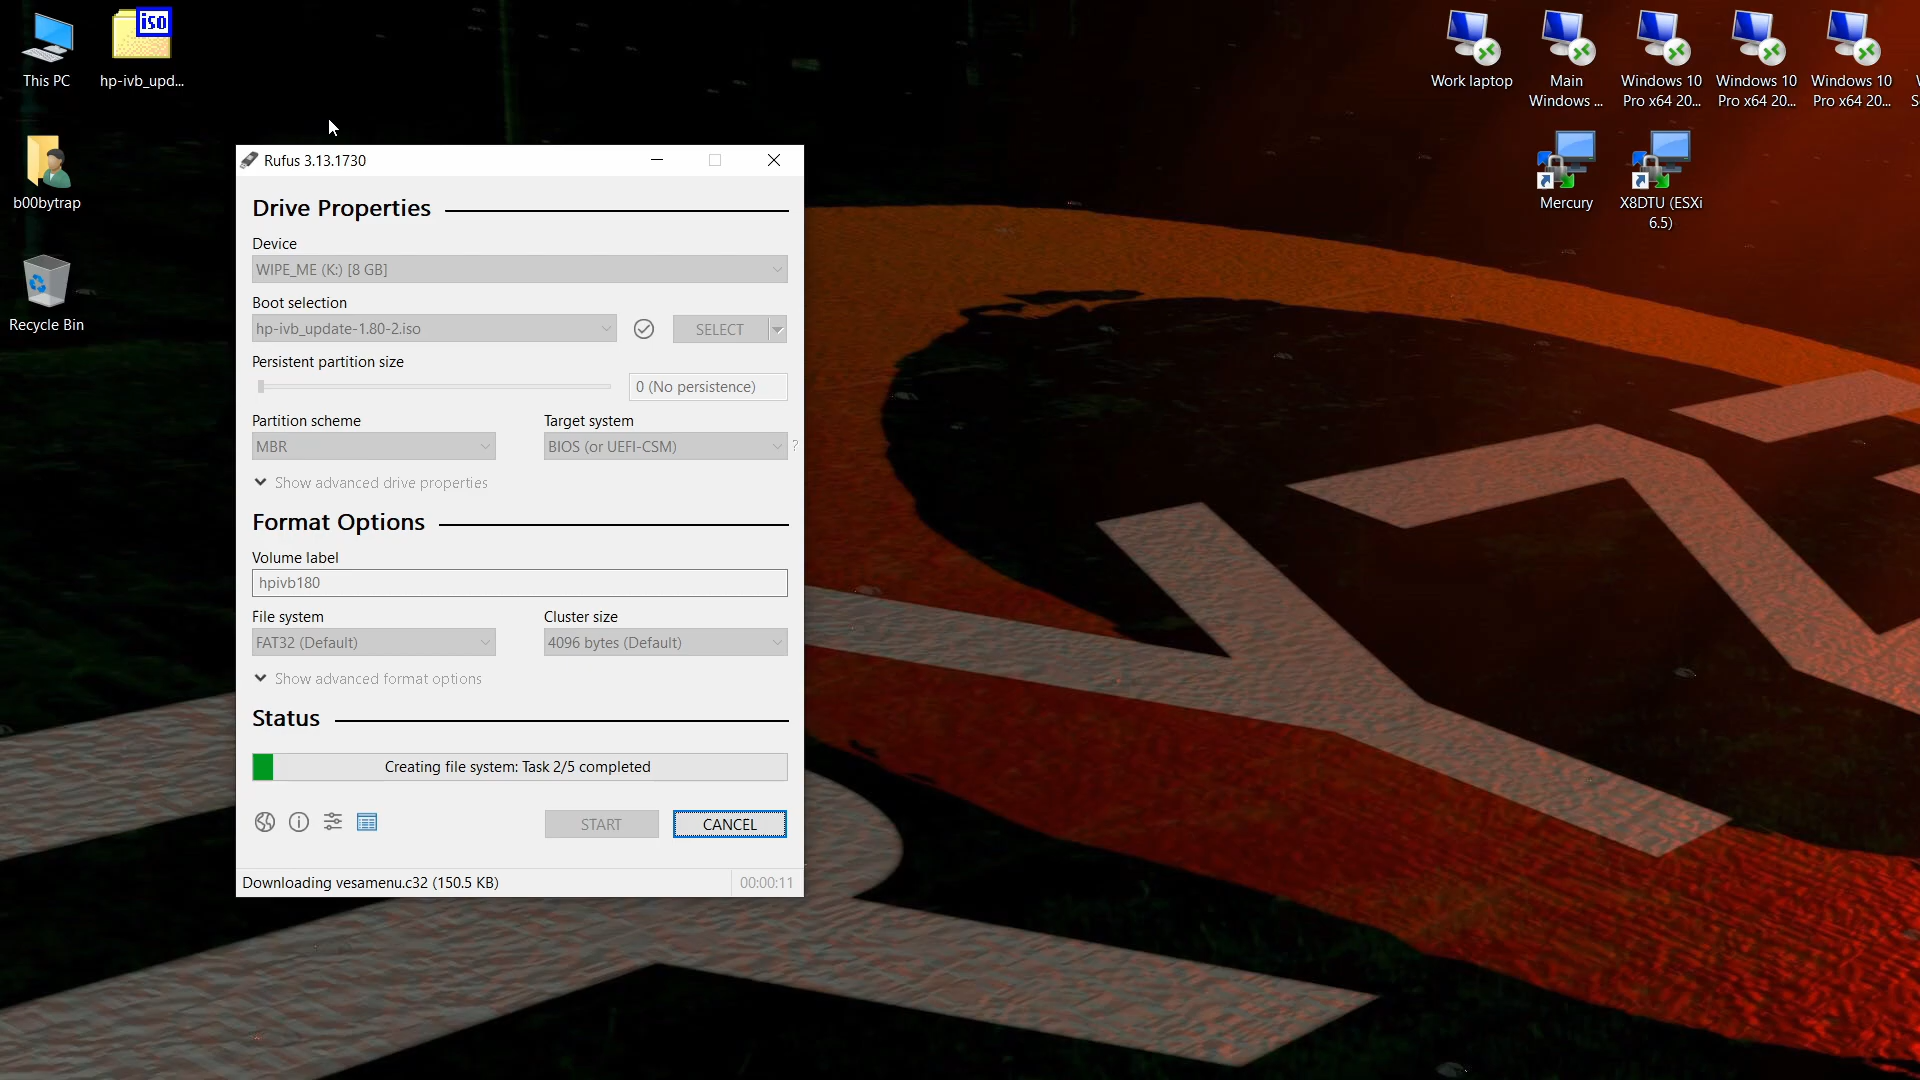 This PC
hp-ivb_upd...
iso
b00bytrap
Recycle Bin
Work laptop
Main
Windows ...
Windows 10
Pro x64 20...
Windows 10
Pro x64 20...
Windows 10
Pro x64 20...
Mercury
X8DTU (ESXi
6.5)
Rufus 3.13.1730
Drive Properties
Device
WIPE_ME (K:) [8 GB]
Boot selection
hp-ivb_update-1.80-2.iso
SELECT
Persistent partition size
0 (No persistence)
Partition scheme
Target system
MBR
BIOS (or UEFI-CSM)
?
Show advanced drive properties
Format Options
Volume label
hpivb180
File system
Cluster size
FAT32 (Default)
4096 bytes (Default)
Show advanced format options
Status
Creating file system: Task 2/5 completed
START
CANCEL
Downloading vesamenu.c32 (150.5 KB)
00:00:11